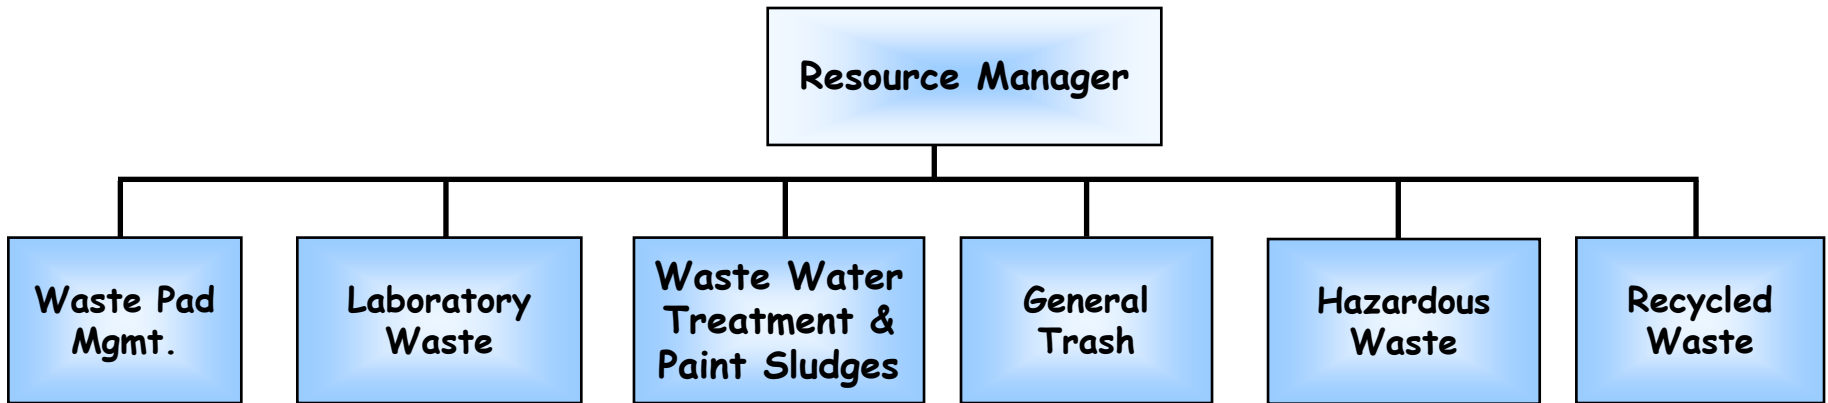 Resource Manager
Waste Pad
Mgmt.
Laboratory
Waste
Waste Water
Treatment &
Paint Sludges
General
Trash
Hazardous
Waste
Recycled
Waste